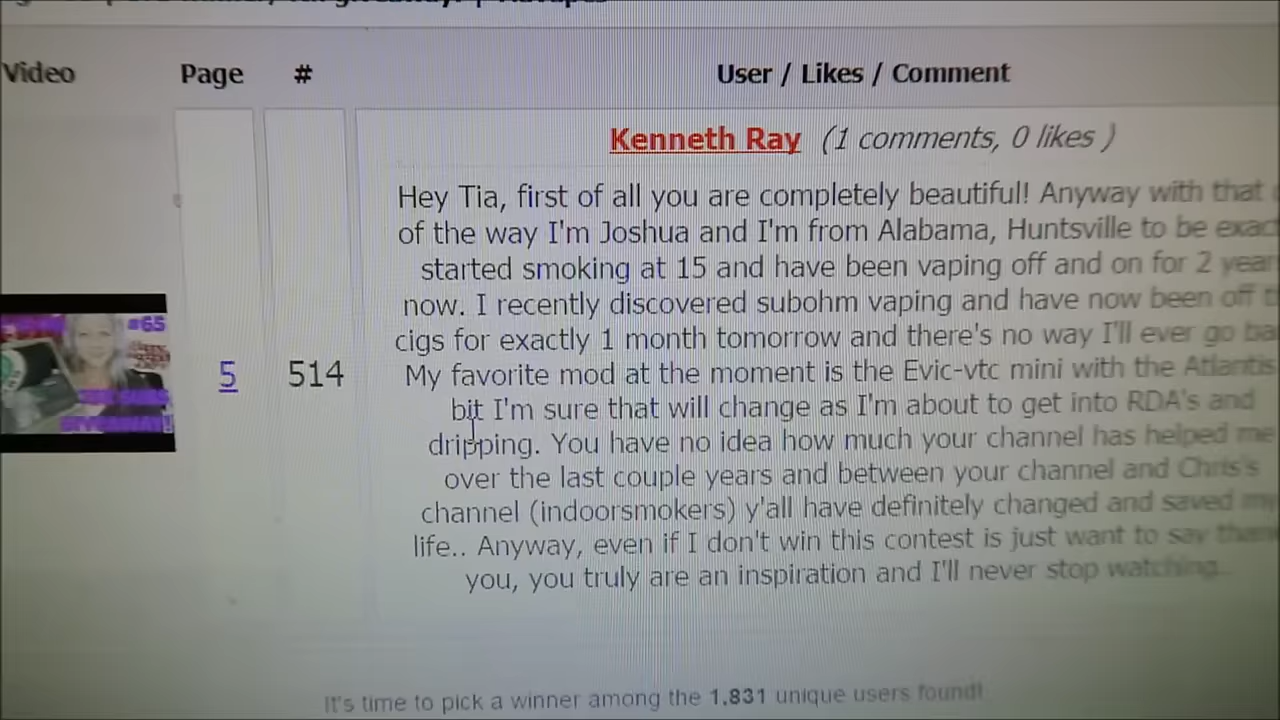 Video Page # User / Likes / Comment
Kenneth Ray (1 comments, 0 likes )
Hey Tia, first of all you are completely beautiful! Anyway with that
of the way I'm Joshua and I'm from Alabama, Huntsville to be exac
started smoking at 15 and have been vaping off and on for 2 year
now. I recently discovered subohm vaping and have now been off t
cigs for exactly 1 month tomorrow and there's no way I'll ever go ba
#65
5 514
My favorite mod at the moment is the Evic-vtc mini with the Atlantis
bit I'm sure that will change as I'm about to get into RDA's and
dripping. You have no idea how much your channel has helped me
over the last couple years and between your channel and Chris's
channel (indoorsmokers) y'all have definitely changed and saved my
life.. Anyway, even if I don't win this contest is just want to say than
you, you truly are an inspiration and I'll never stop watching..
It's time to pick a winner among the 1,831 unique users found!